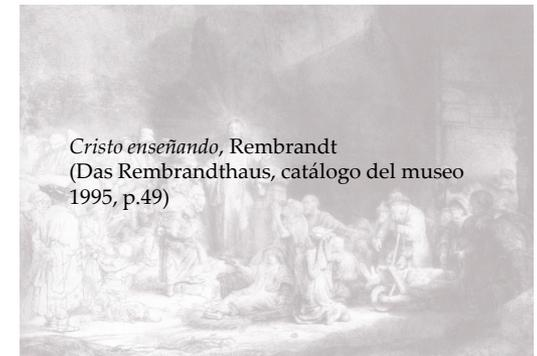 Cristo enseñando, Rembrandt
(Das Rembrandthaus, catálogo del museo
1995, p.49)